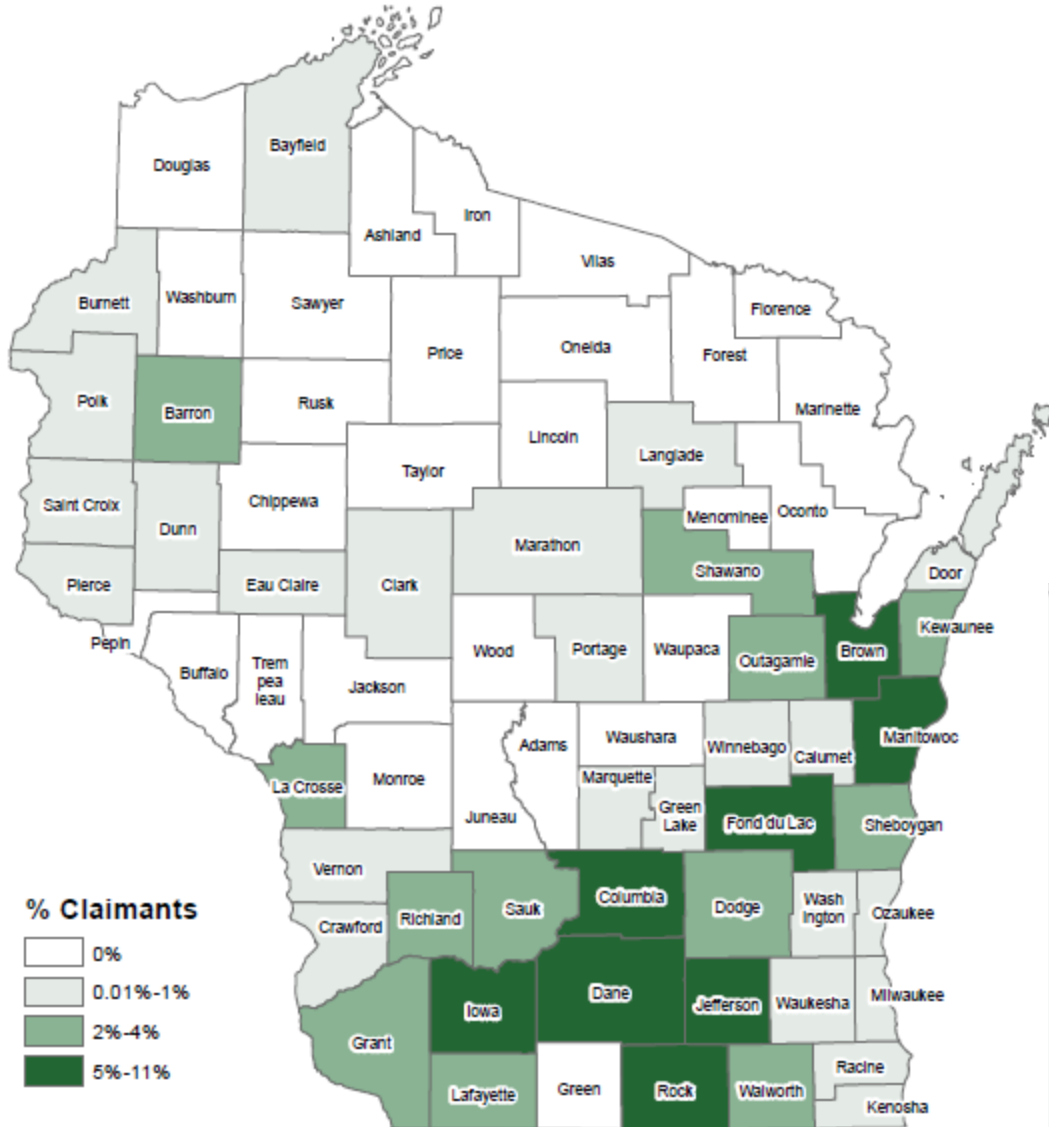 Bayfield
Douglas
Iron
Ashland
Vilas
Burnett
Washburn
Sawyer
Florence
Price
Oneida
Forest
Polk
Barron
Rusk
Marinette
Lincoln
Langlade
Taylor
Saint Croix
Chippewa
Menominee
Oconto
Dunn
Marathon
Shawano
Pierce
Eau Claire
Clark
Door
Kewaunee
Pepin
Wood
Portage
Waupaca
Outagamie
Brown
Buffalo
Trem
pea
leau
Jackson
Adams
Waushara
Winnebago
Calumet
Manitowoc
La Crosse
Monroe
Marquette
Juneau
Green
Lake
Fond du Lac
Sheboygan
Vernon
Columbia
Dodge
Wash
ington
Ozaukee
% Claimants
Richland
Sauk
Crawford
0%
0.01%-1%
2%-4%
5%-11%
Iowa
Dane
Jefferson
Waukesha
Milwaukee
Grant
Racine
Lafayette
Green
Rock
Walworth
Kenosha